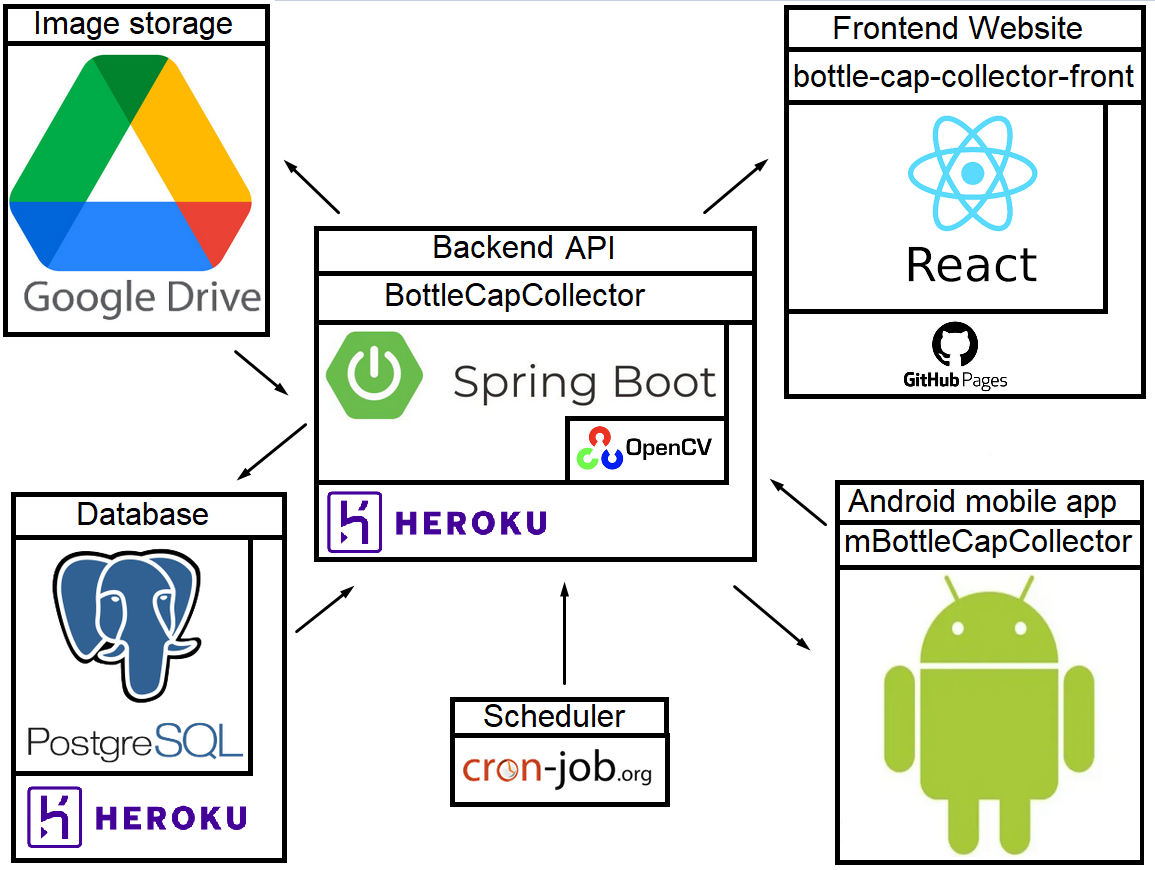 Image storage
Google Drive
Frontend Website
bottle-cap-collector-front
React
GitHub Pages
Backend API
BottleCapCollector
Spring Boot
OpenCV
HEROKU
Database
PostgreSQL
HEROKU
Scheduler
cron-job.org
Android mobile app
mBottleCapCollector